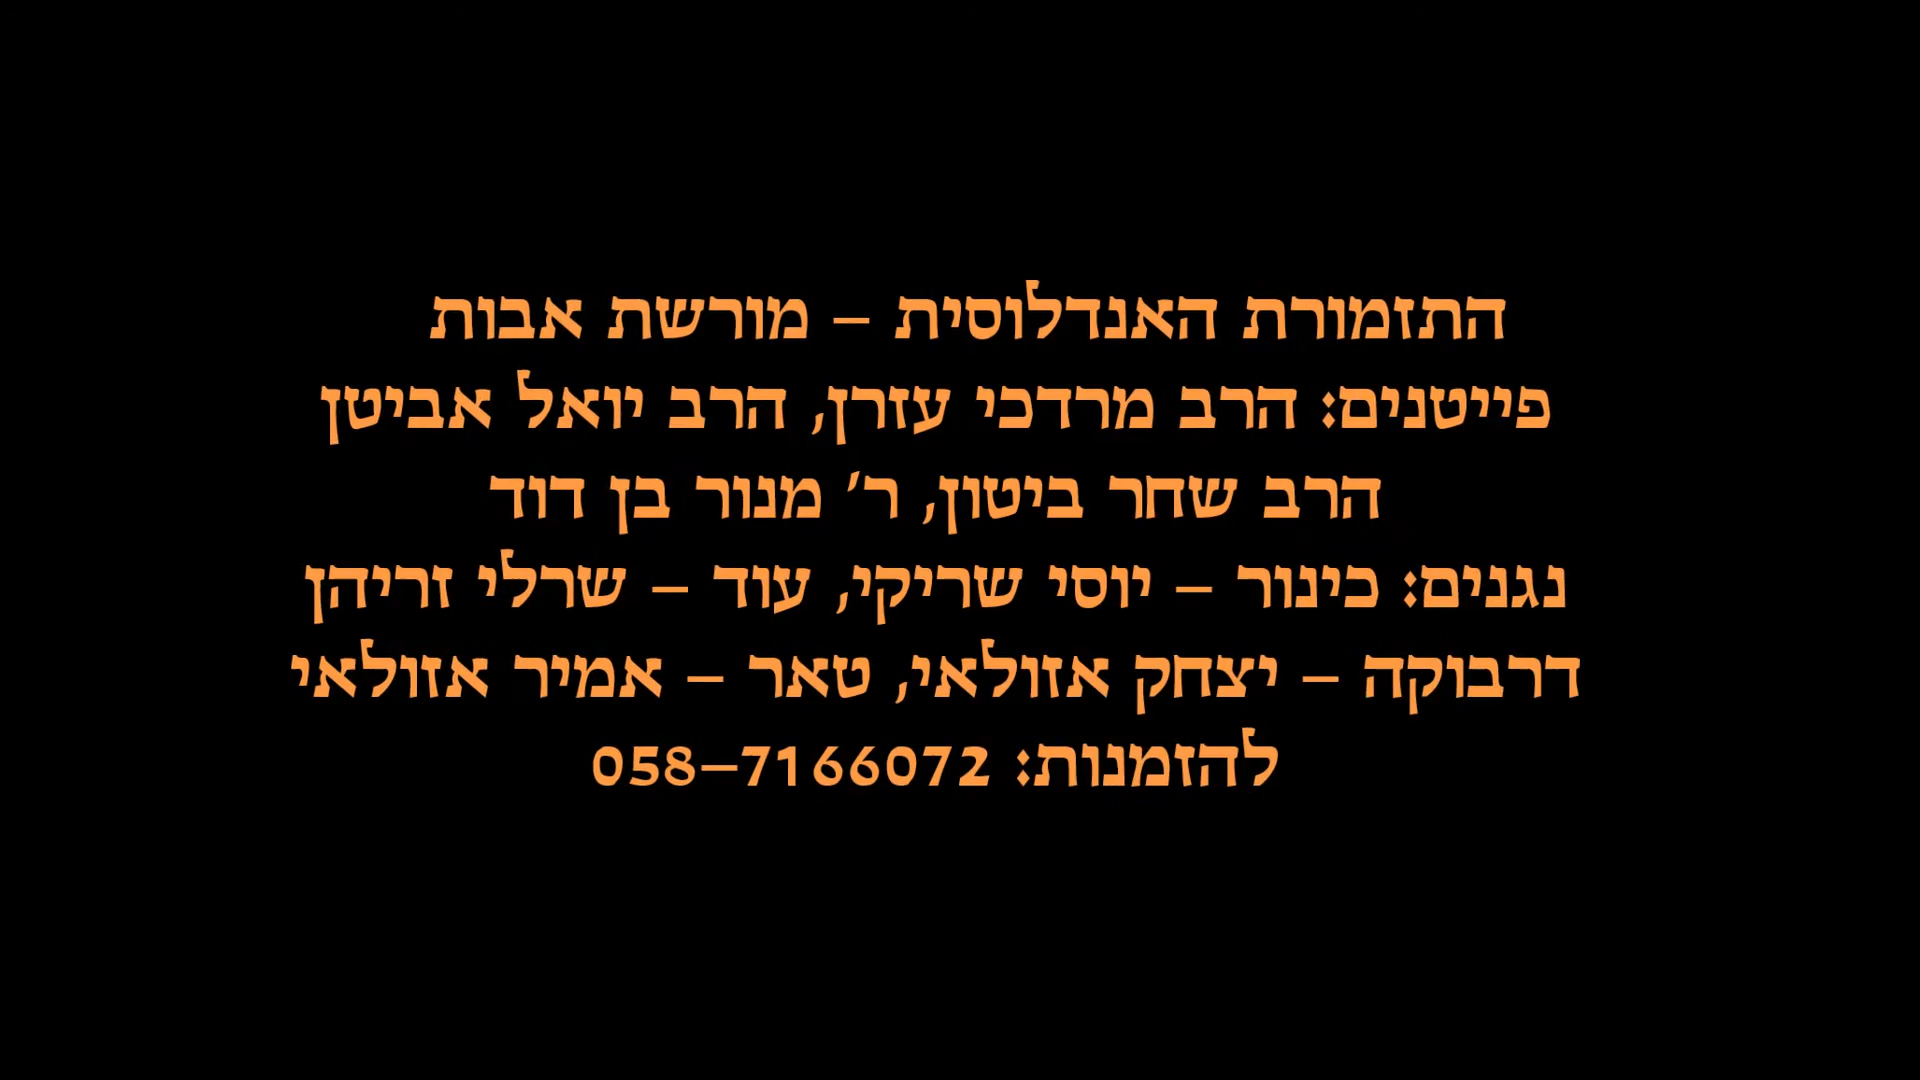 התזמורת האנדלוסית – מורשת אבות
פייטנים: הרב מרדכי עזרן, הרב יואל אביטן
הרב שחר ביטון, ר' מנור בן דוד
נגנים: כינור – יוסי שריקי, עוד – שרלי זריהן
דרבוקה – יצחק אזולאי, טאר – אמיר אזולאי
להזמנות: 058–7166072